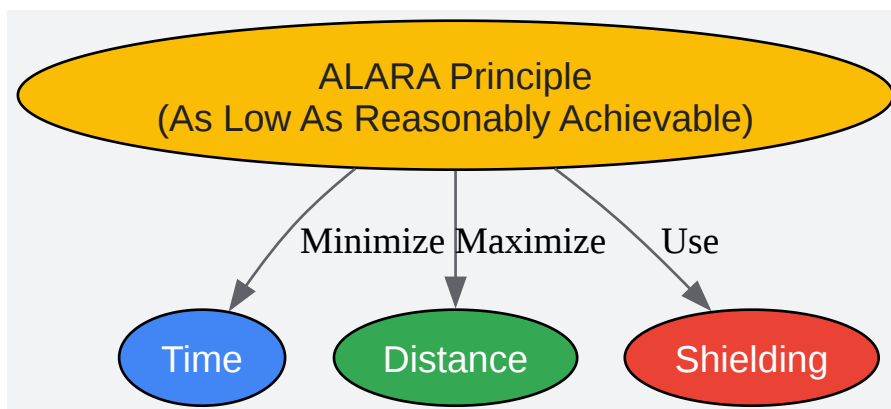 ALARA Principle
(As Low As Reasonably Achievable)
Minimize
Maximize
Use
Time
Distance
Shielding